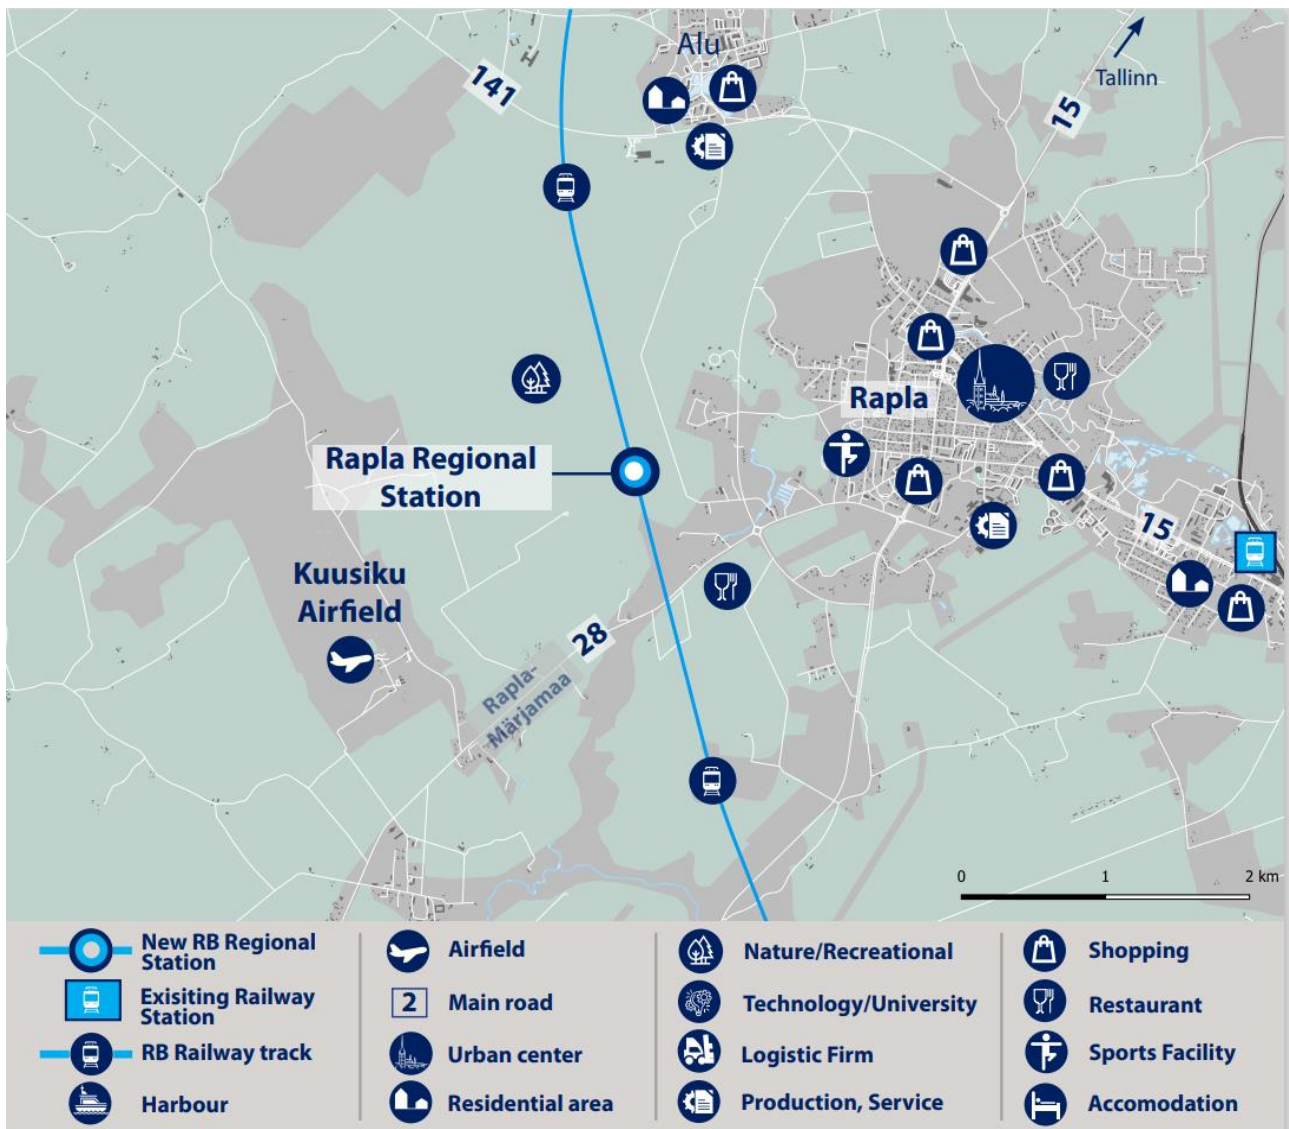 Alu
141
Tallinn
15
Rapla
Rapla Regional
Station
15
Kuusiku
Airfield
28
Rapla-
Märjamaa
0 1 2 km
New RB Regional
Station
Exisiting Railway
Station
RB Railway track
Harbour
Airfield
2 Main road
Urban center
Residential area
Nature/Recreational
Technology/University
Logistic Firm
Production, Service
Shopping
Restaurant
Sports Facility
Accomodation